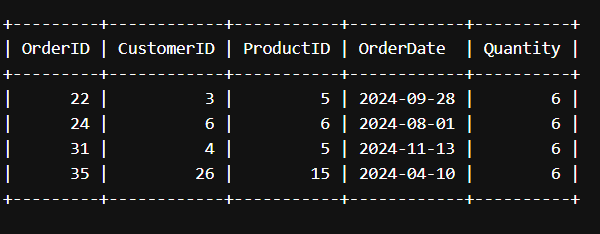 +---------+------------+-----------+------------+----------+
| OrderID | CustomerID | ProductID | OrderDate  | Quantity |
+---------+------------+-----------+------------+----------+
|      22 |          3 |         5 | 2024-09-28 |        6 |
|      24 |          6 |         6 | 2024-08-01 |        6 |
|      31 |          4 |         5 | 2024-11-13 |        6 |
|      35 |         26 |        15 | 2024-04-10 |        6 |
+---------+------------+-----------+------------+----------+